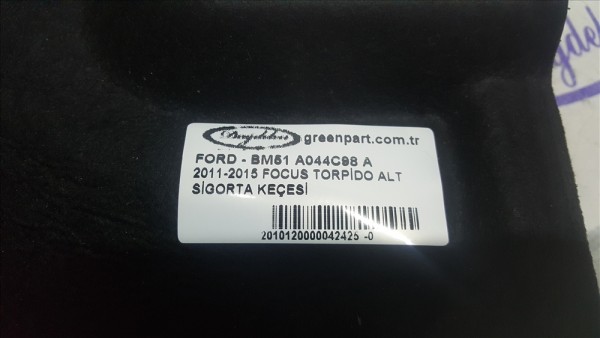 greenpart.com.tr
FORD - BM51 A044C98 A
2011-2015 FOCUS TORPİDO ALT
SİGORTA KEÇESİ
2010120000042425 -0